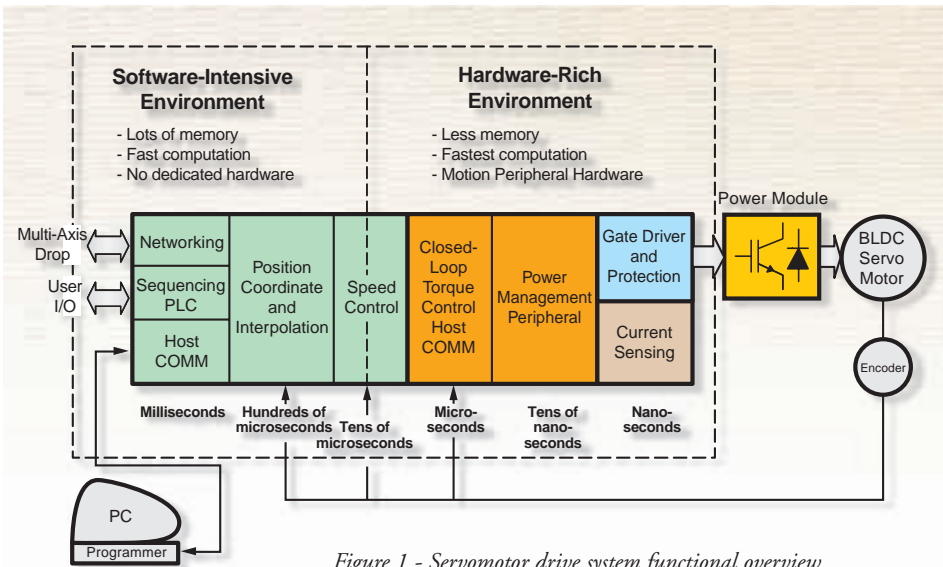 Software-Intensive
Environment
- Lots of memory
- Fast computation
- No dedicated hardware
Hardware-Rich
Environment
- Less memory
- Fastest computation
- Motion Peripheral Hardware
Multi-Axis
Drop
User
I/O
Networking
Sequencing
PLC
Host
COMM
Position
Coordinate
and
Interpolation
Speed
Control
Closed-
Loop
Torque
Control
Host
COMM
Power
Management
Peripheral
Gate Driver
and
Protection
Current
Sensing
Power Module
BLDC
Servo
Motor
Encoder
Milliseconds
Hundreds of
microseconds
Tens of
microseconds
Micro-
seconds
Tens of
nano-
seconds
Nano-
seconds
PC
Programmer
Figure 1 - Servomotor drive system functional overview